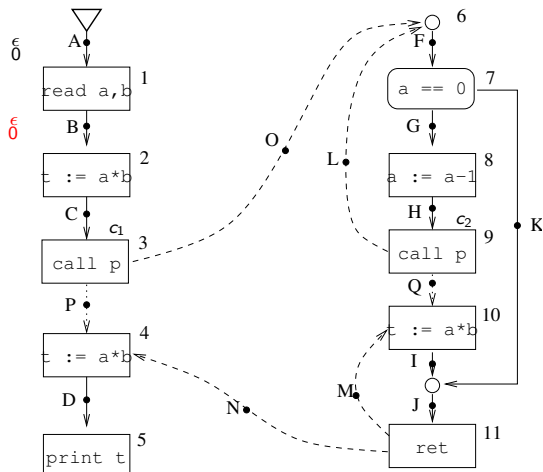 A
ϵ
0
1
read a,b
B
ϵ
0
2
t := a*b
C
c1
3
call p
P
4
t := a*b
D
5
print t
O
N
6
F
7
a == 0
G
8
a := a-1
L
H
c2
9
call p
K
Q
10
t := a*b
I
M
J
11
ret